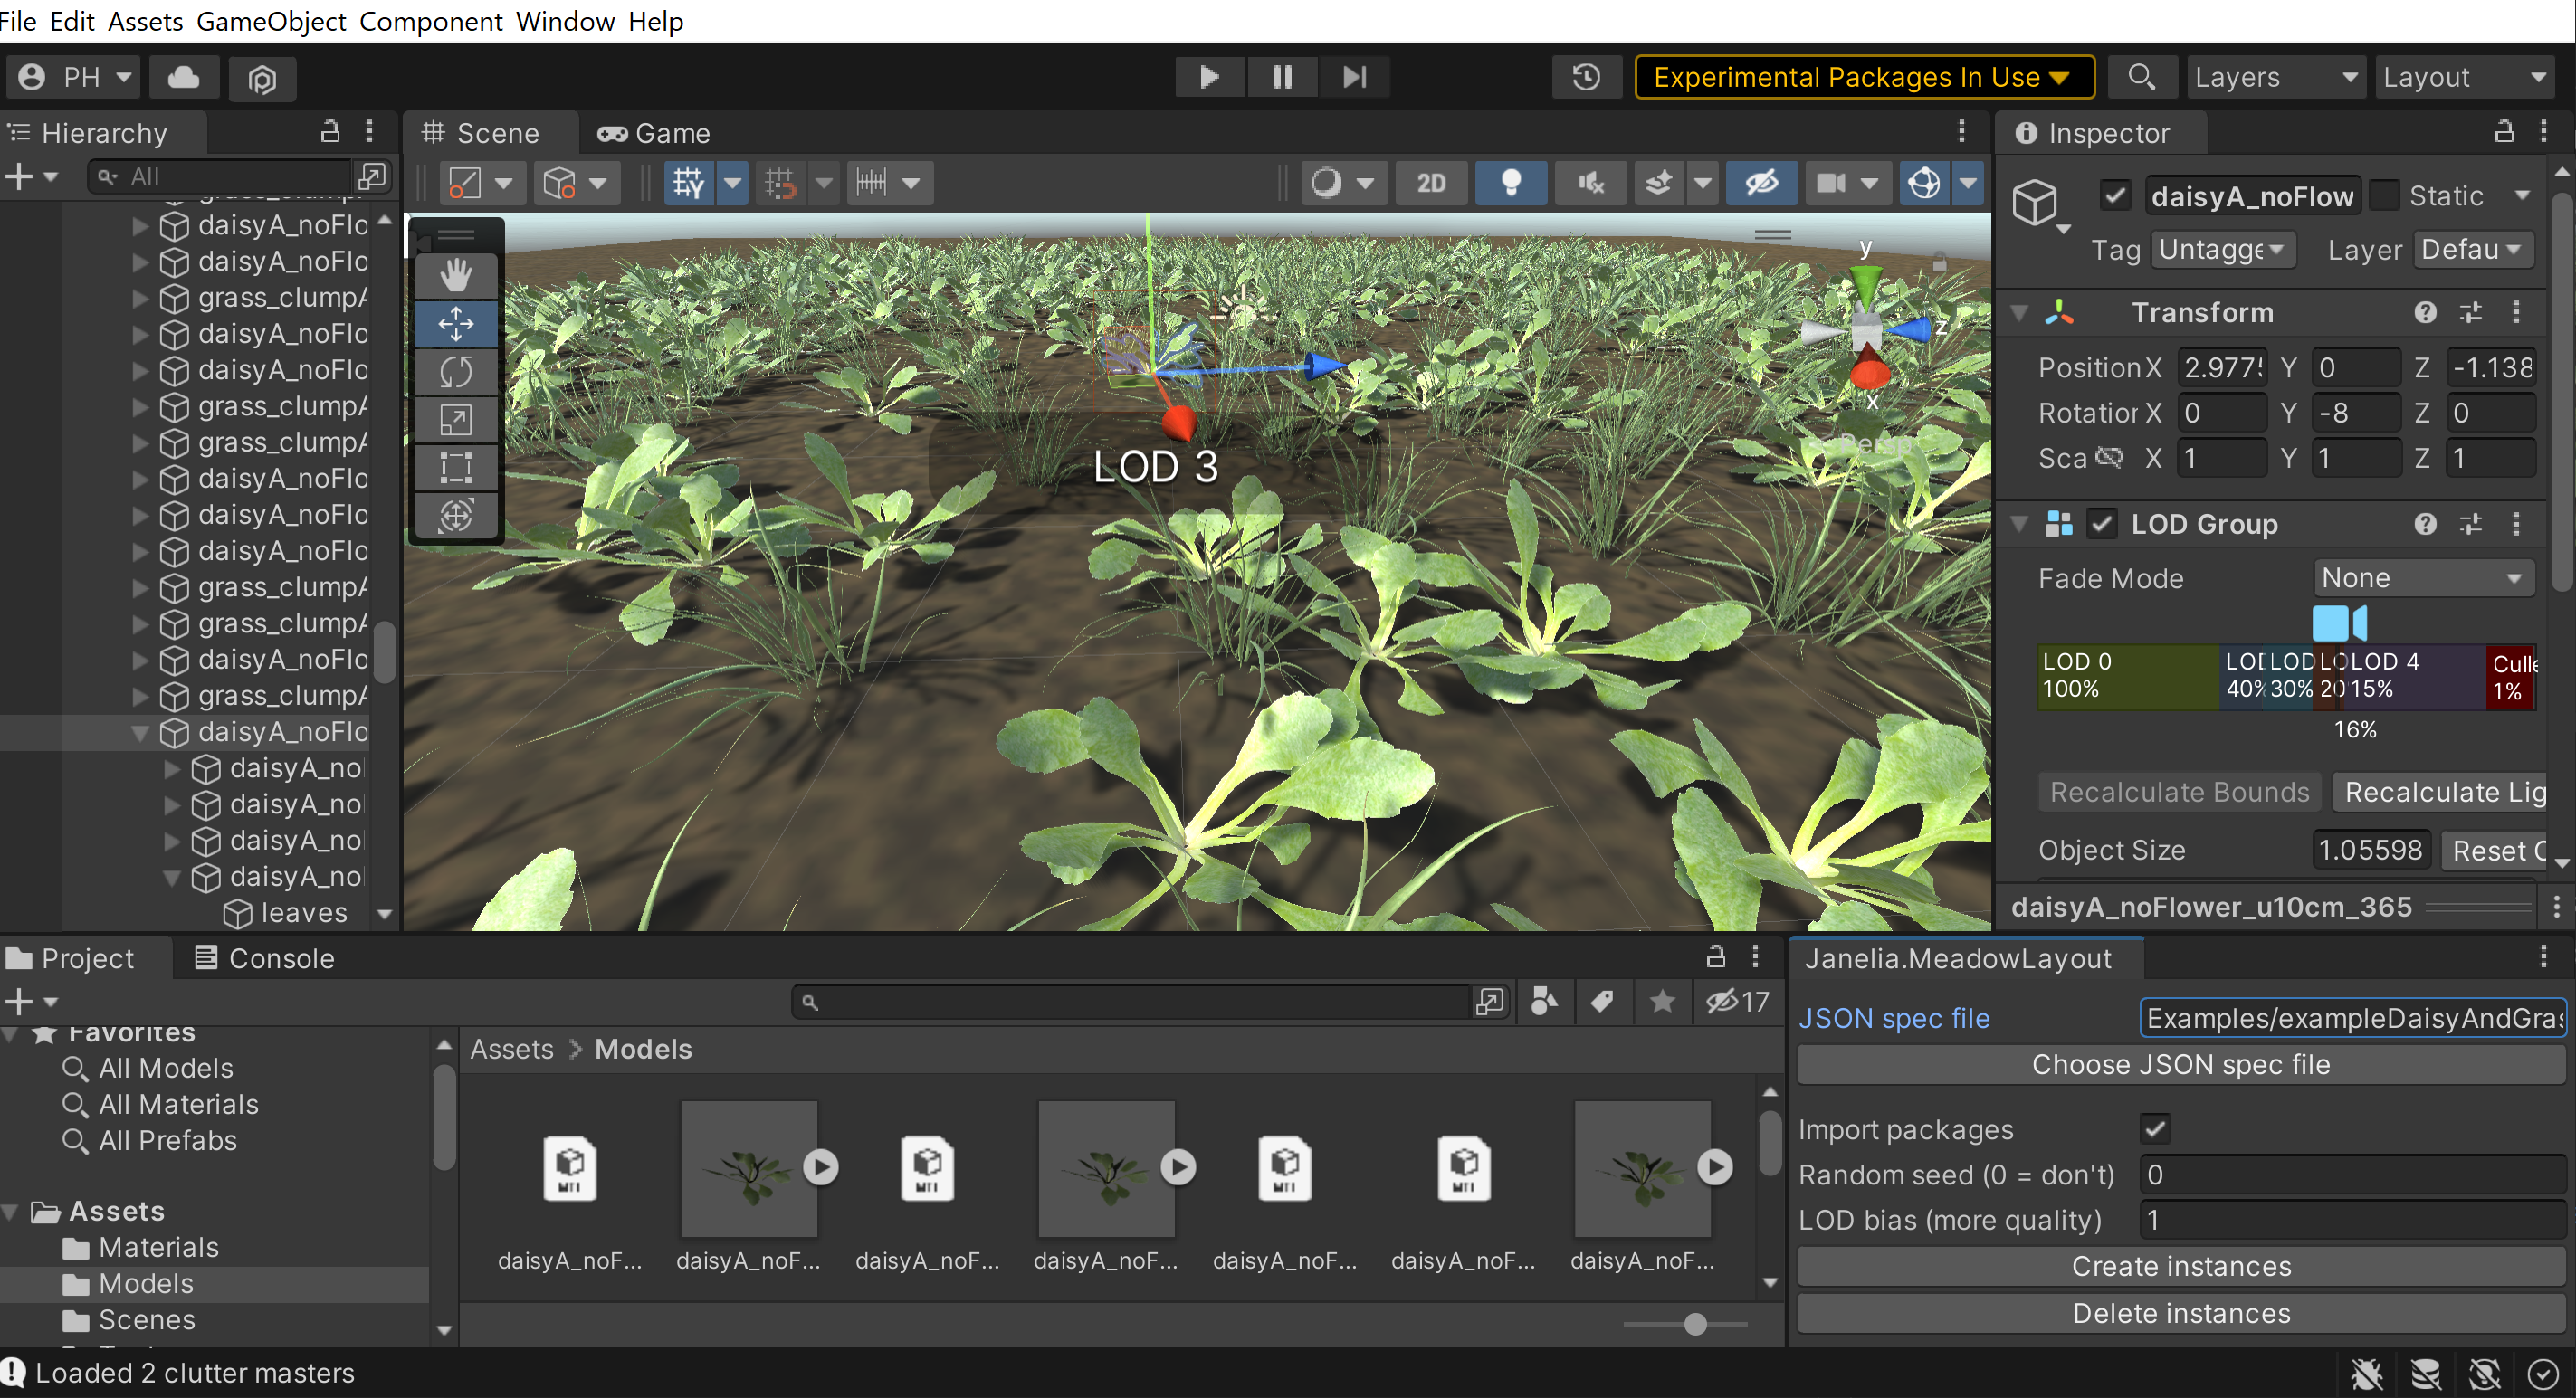 File Edit Assets GameObject Component Window Help
PH
Experimental Packages In Use
Layers
Layout
Hierarchy
Scene
Game
Inspector
All
2D
daisyA_noFlow
Static
Tag Untagge
Layer Defau
daisyA_noFlo
daisyA_noFlo
grass_clumpA
daisyA_noFlo
daisyA_noFlo
grass_clumpA
grass_clumpA
daisyA_noFlo
daisyA_noFlo
daisyA_noFlo
grass_clumpA
grass_clumpA
daisyA_noFlo
grass_clumpA
daisyA_noFlo
daisyA_no
daisyA_no
daisyA_no
daisyA_no
leaves
y
z
x
Persp
LOD 3
Transform
Position X 2.977 Y 0 Z -1.138
Rotation X 0 Y -8 Z 0
Sca X 1 Y 1 Z 1
LOD Group
Fade Mode None
LOD 0 LOD LOD LO LOD 4 Culle
100% 40% 30% 20 15% 1%
16%
Recalculate Bounds
Recalculate Lig
Object Size 1.05598 Reset
daisyA_noFlower_u10cm_365
Project
Console
17
Favorites
All Models
All Materials
All Prefabs
Assets
Materials
Models
Scenes
Assets > Models
daisyA_noF... daisyA_noF... daisyA_noF... daisyA_noF... daisyA_noF... daisyA_noF... daisyA_noF...
Janelia.MeadowLayout
JSON spec file Examples/exampleDaisyAndGras
Choose JSON spec file
Import packages
Random seed (0 = don't) 0
LOD bias (more quality) 1
Create instances
Delete instances
Loaded 2 clutter masters